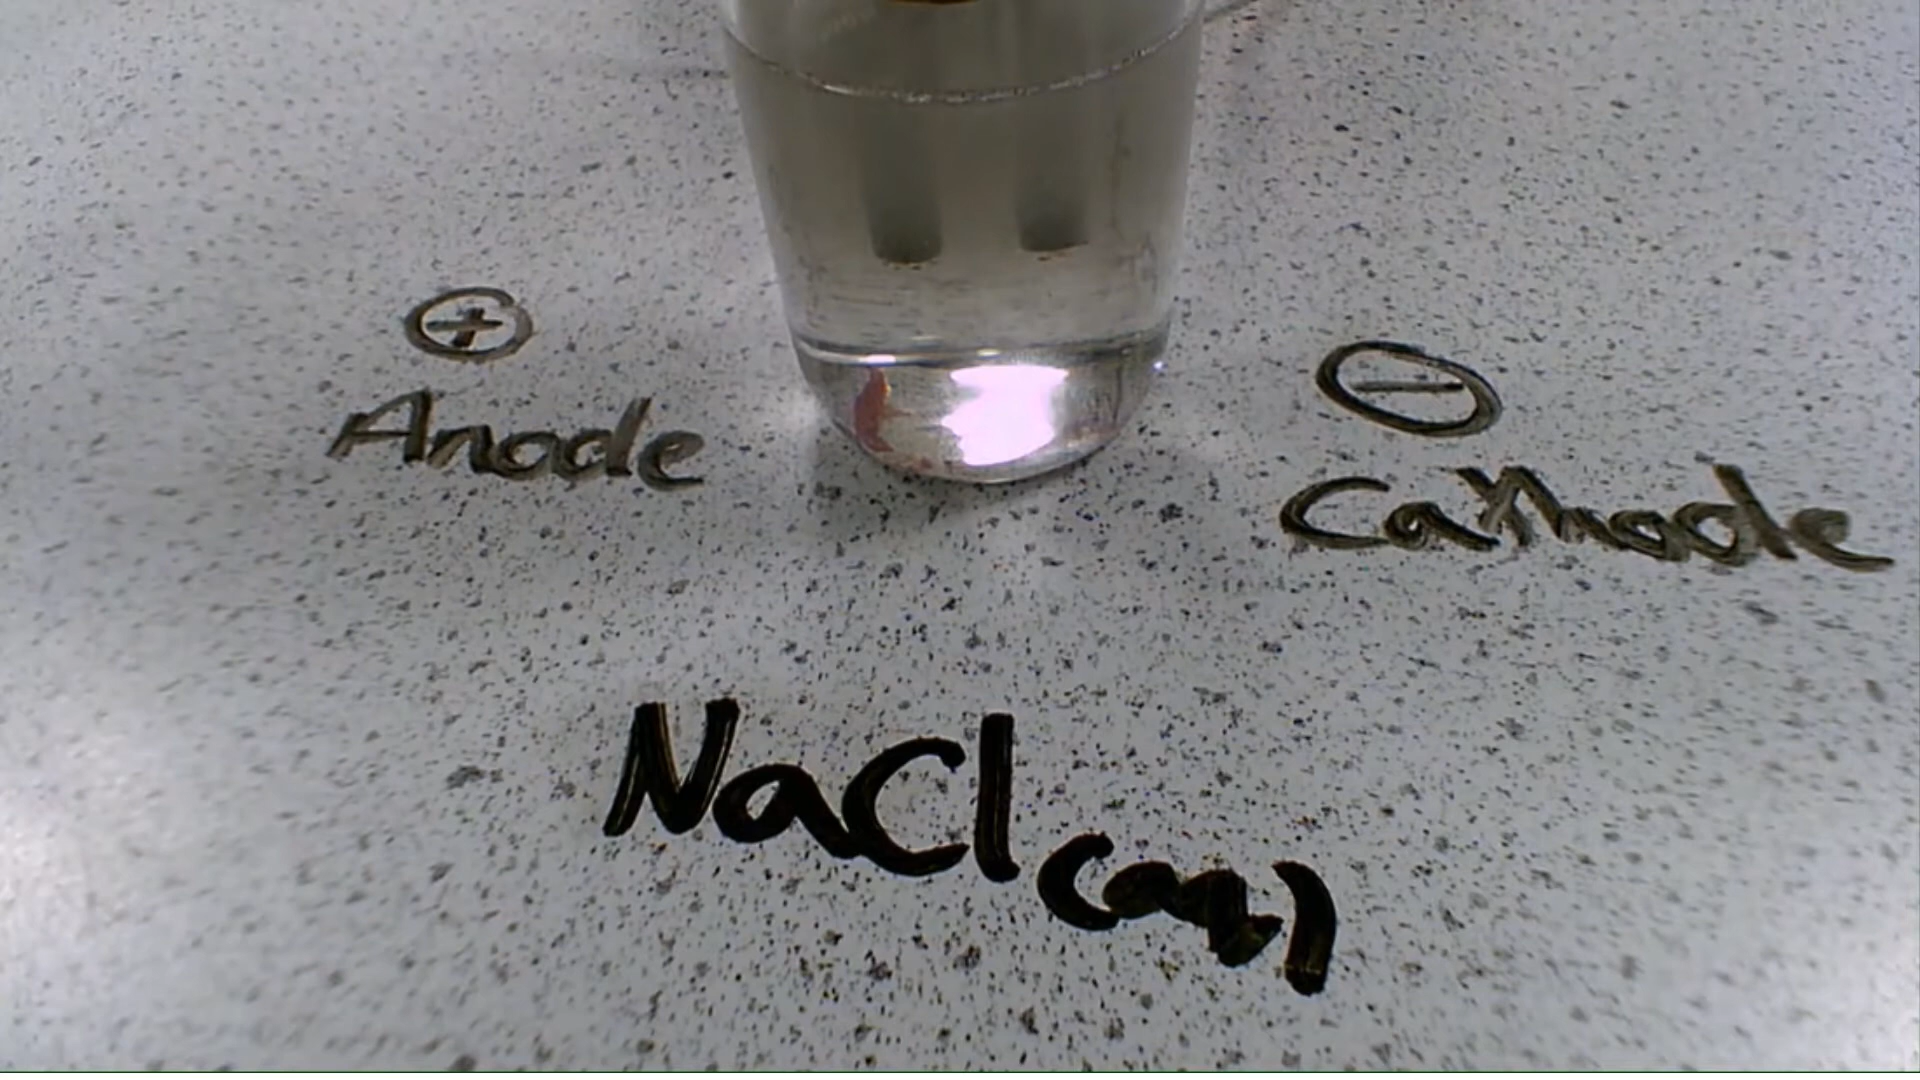 ⊕
Anode
⊖
Cathode
NaCl(aq)